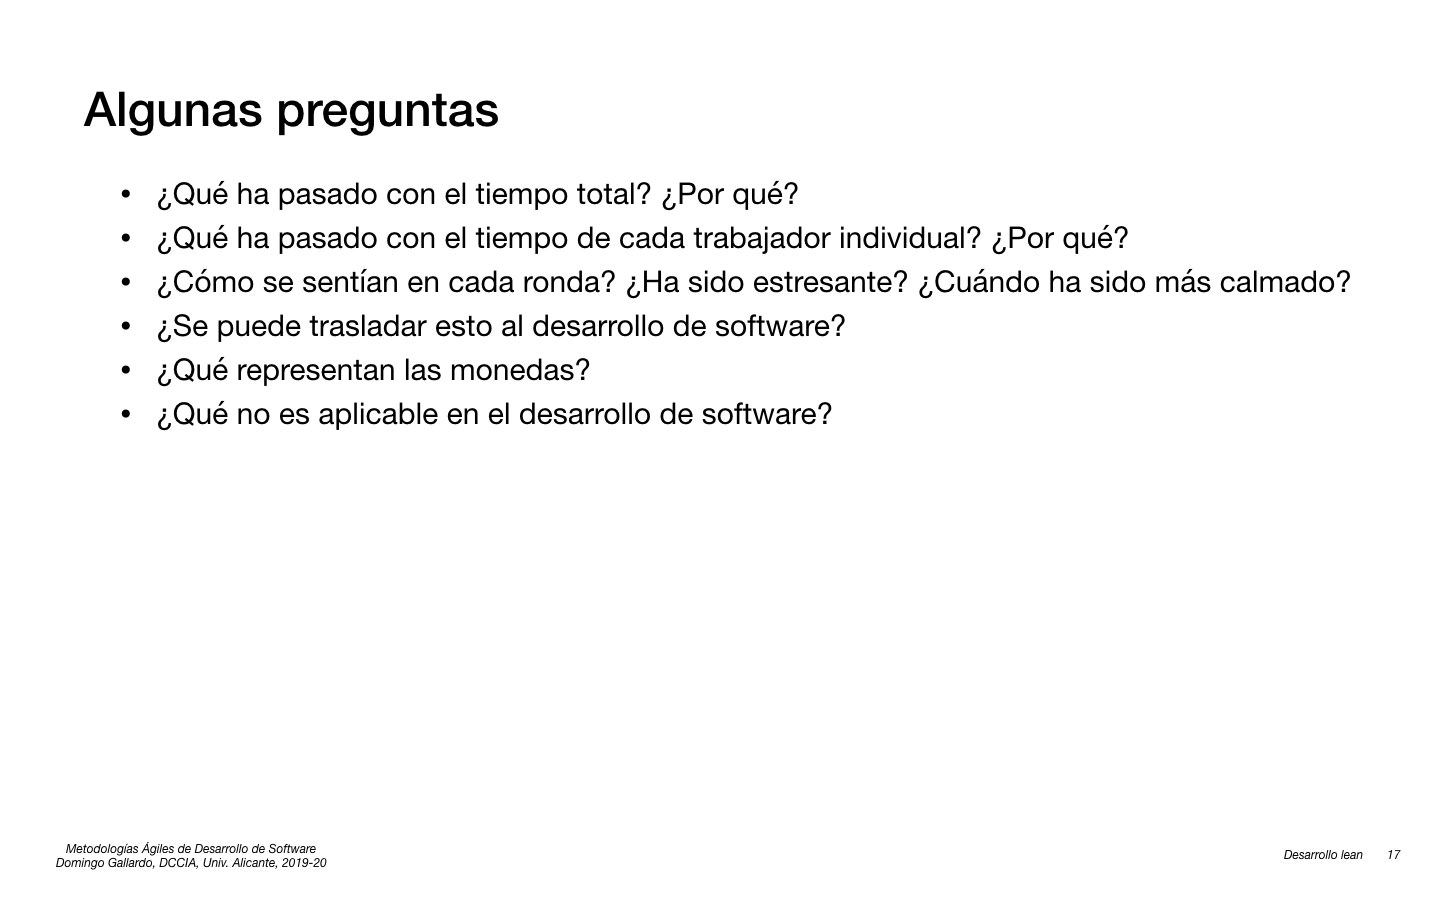 Algunas preguntas
• ¿Qué ha pasado con el tiempo total? ¿Por qué?
• ¿Qué ha pasado con el tiempo de cada trabajador individual? ¿Por qué?
• ¿Cómo se sentían en cada ronda? ¿Ha sido estresante? ¿Cuándo ha sido más calmado?
• ¿Se puede trasladar esto al desarrollo de software?
• ¿Qué representan las monedas?
• ¿Qué no es aplicable en el desarrollo de software?
Metodologías Ágiles de Desarrollo de Software
Domingo Gallardo, DCCIA, Univ. Alicante, 2019-20
Desarrollo lean 17